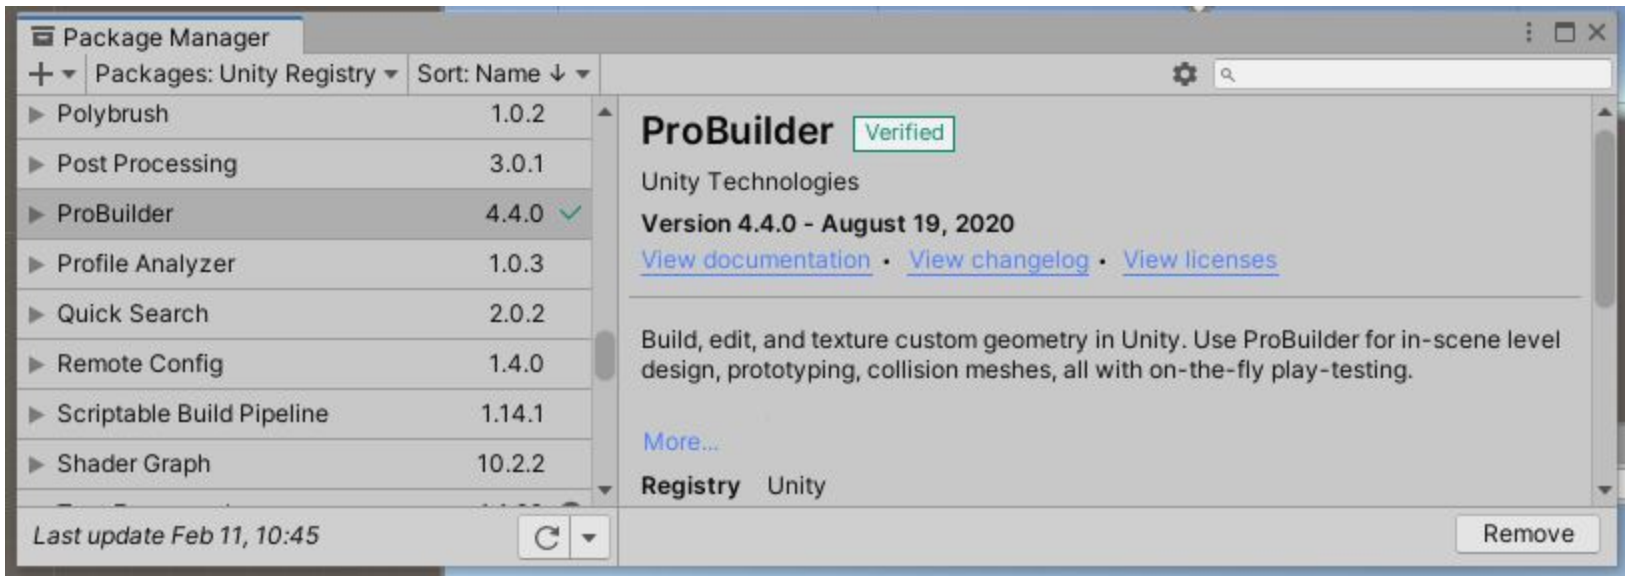 Package Manager
Packages: Unity Registry Sort: Name ↓
Polybrush 1.0.2
Post Processing 3.0.1
ProBuilder 4.4.0
Profile Analyzer 1.0.3
Quick Search 2.0.2
Remote Config 1.4.0
Scriptable Build Pipeline 1.14.1
Shader Graph 10.2.2
Last update Feb 11, 10:45
ProBuilder Verified
Unity Technologies
Version 4.4.0 - August 19, 2020
View documentation • View changelog • View licenses
Build, edit, and texture custom geometry in Unity. Use ProBuilder for in-scene level
design, prototyping, collision meshes, all with on-the-fly play-testing.
More...
Registry Unity
Remove